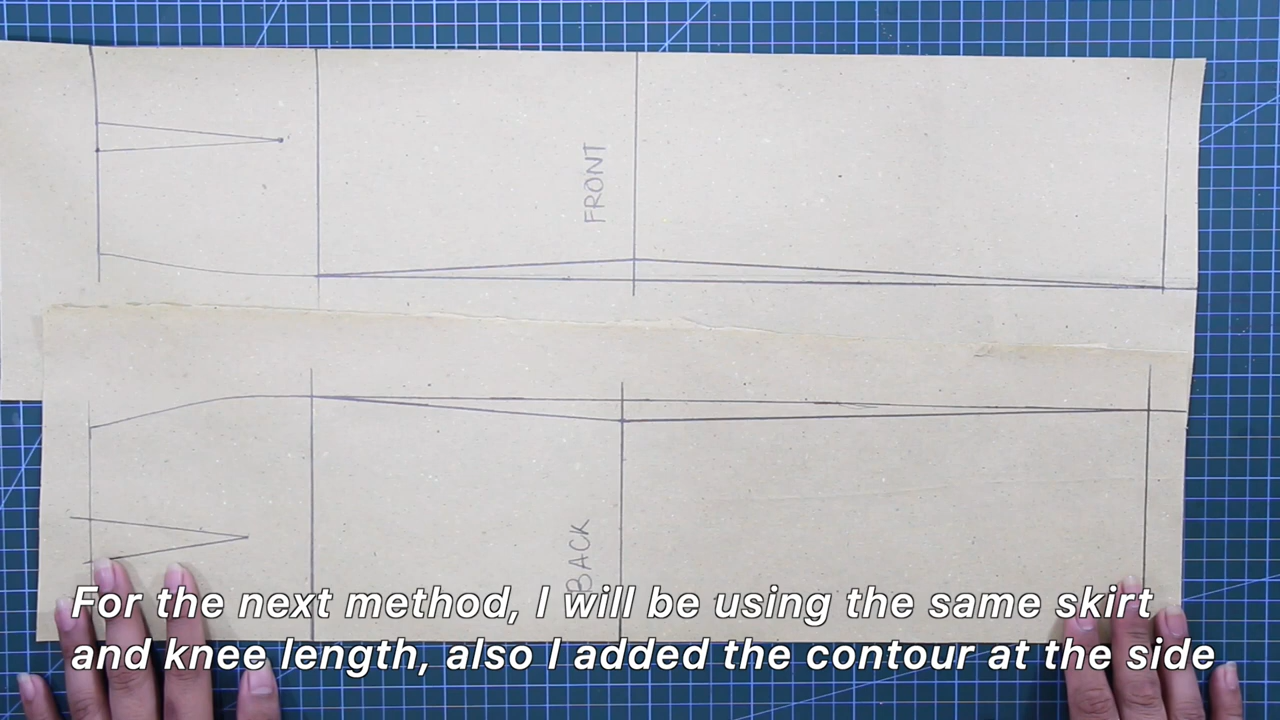 FRONT
BACK
For the next method, I will be using the same skirt
and knee length, also I added the contour at the side